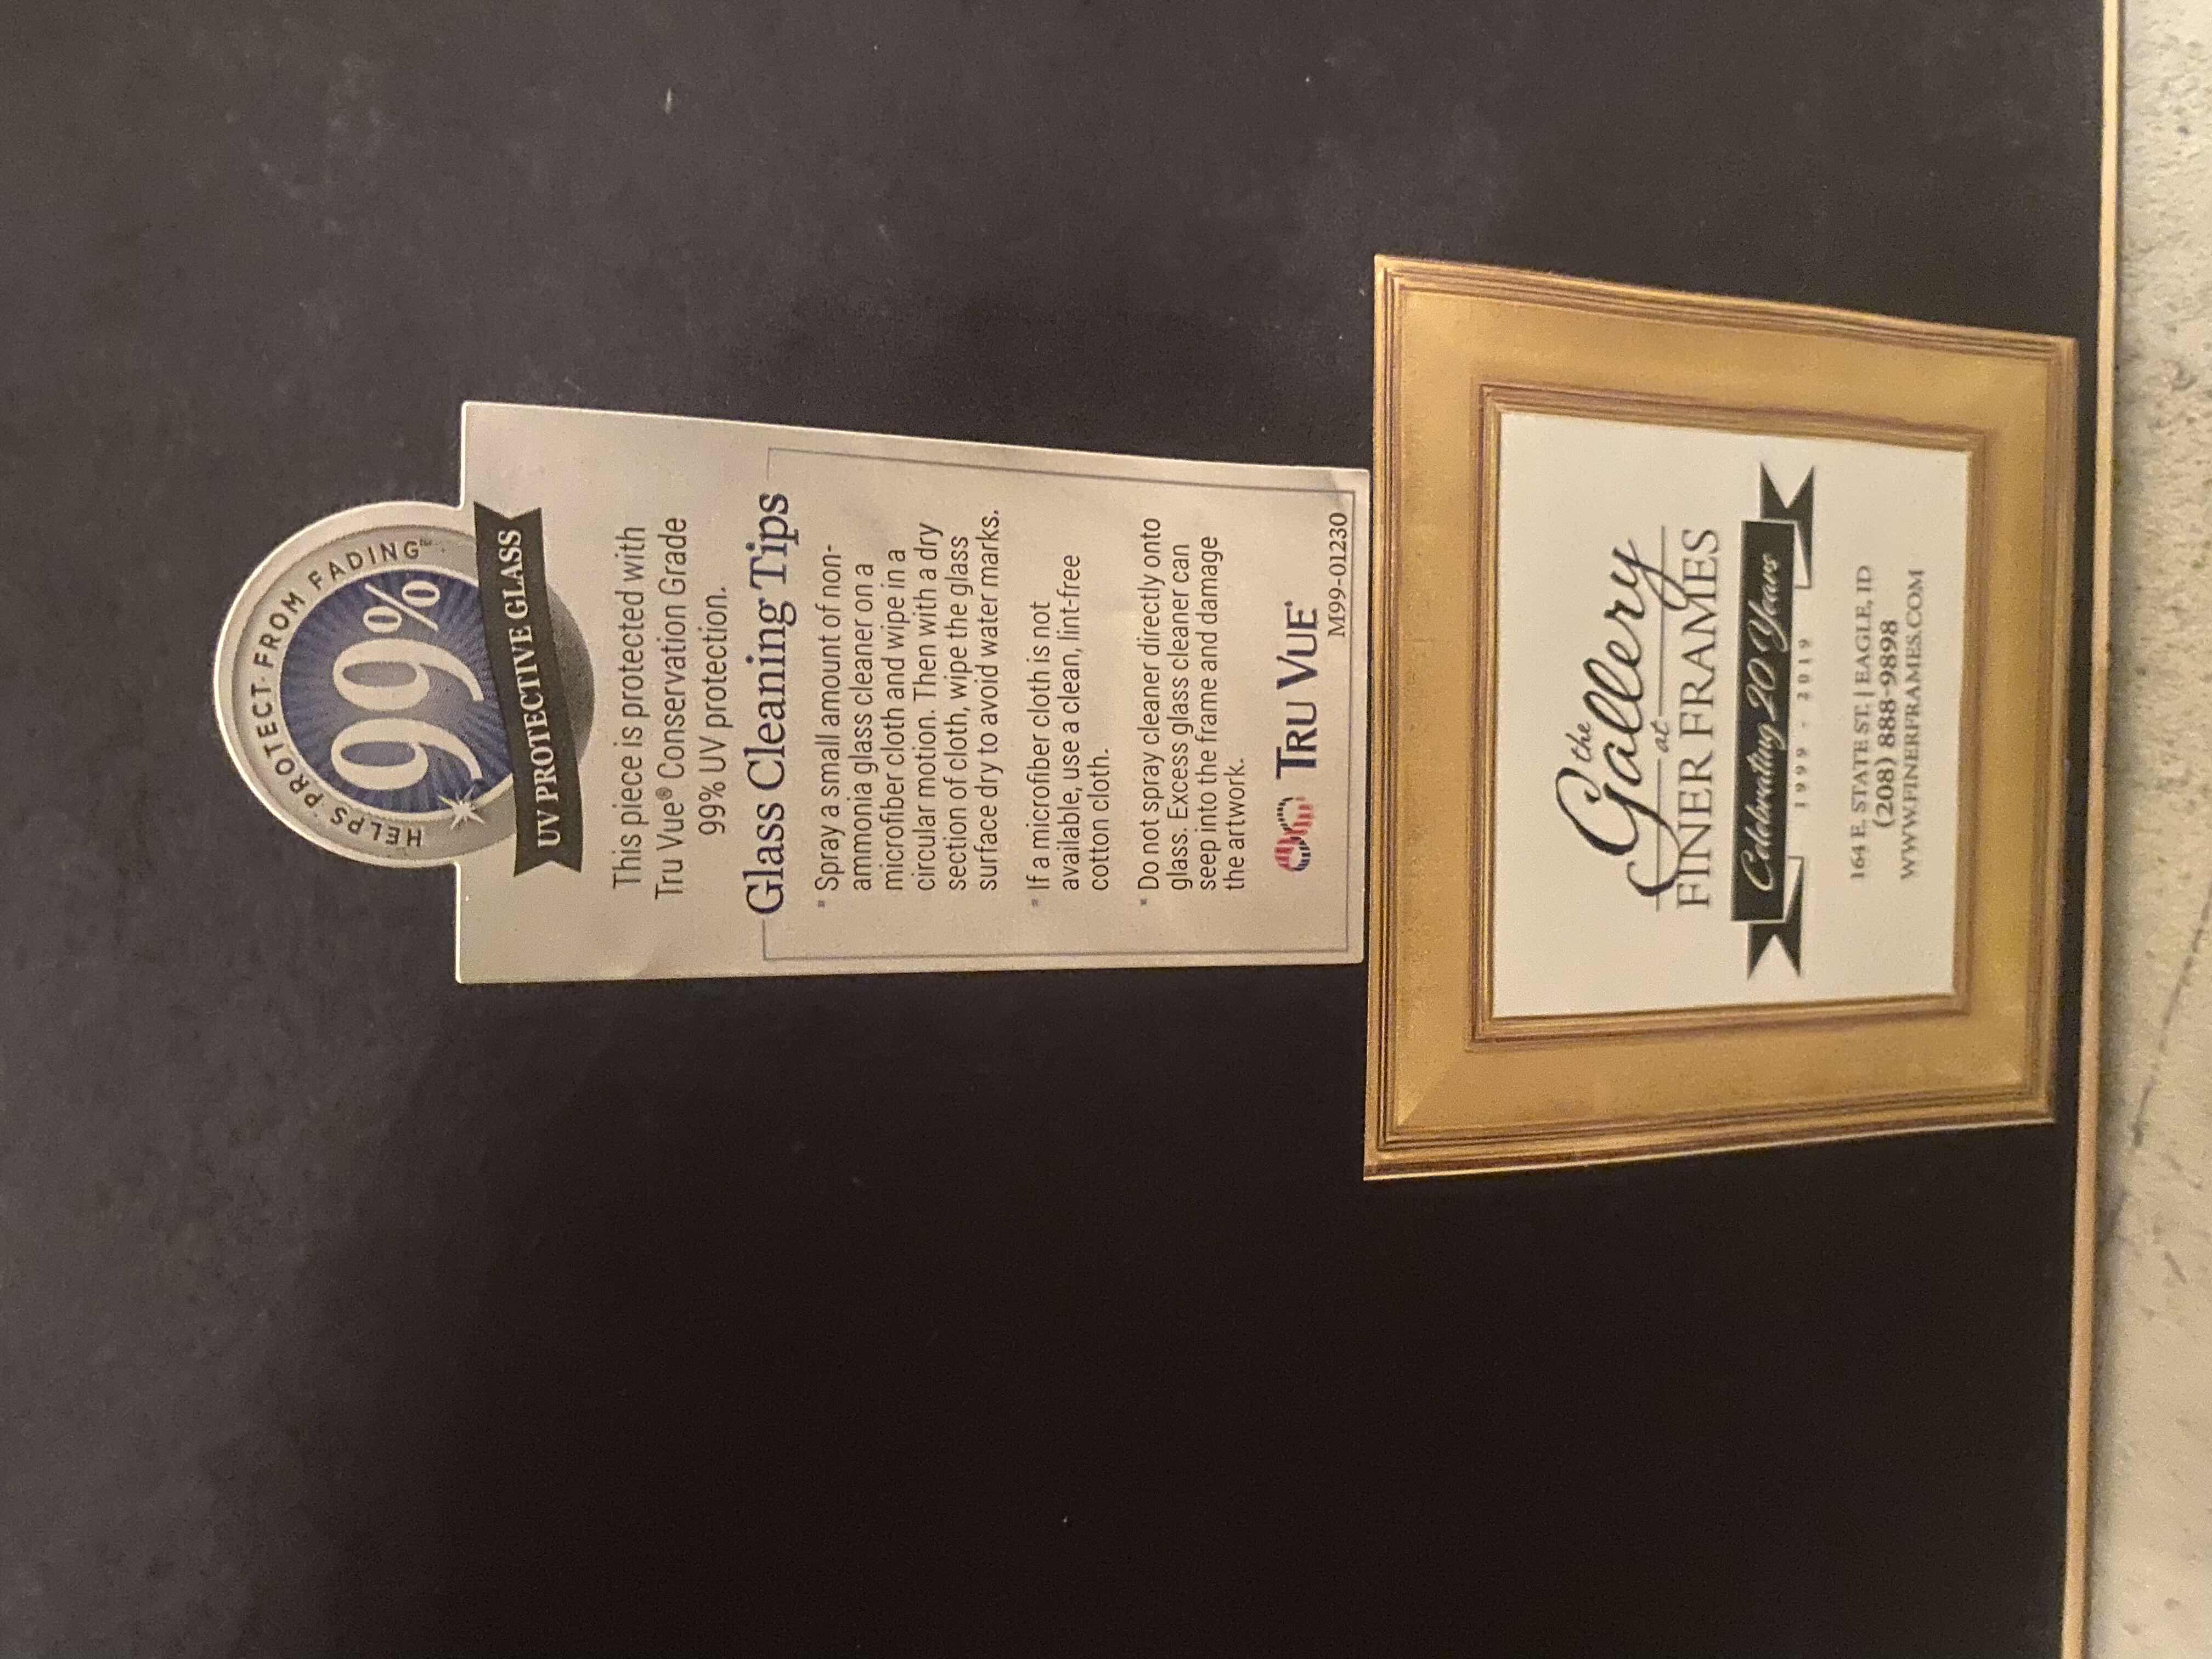 HELPS PROTECT FROM FADING™
99%
UV PROTECTIVE GLASS
This piece is protected with
Tru Vue® Conservation Grade
99% UV protection.
Glass Cleaning Tips
" Spray a small amount of non-
ammonia glass cleaner on a
microfiber cloth and wipe in a
circular motion. Then with a dry
section of cloth, wipe the glass
surface dry to avoid water marks.
" If a microfiber cloth is not
available, use a clean, lint-free
cotton cloth.
" Do not spray cleaner directly onto
glass. Excess glass cleaner can
seep into the frame and damage
the artwork.
TRU VUE®
M99-01230
the
Gallery
at
FINER FRAMES
Celebrating 20 Years
1999 - 2019
164 E. STATE ST. | EAGLE, ID
(208) 888-9898
WWW.FINERFRAMES.COM